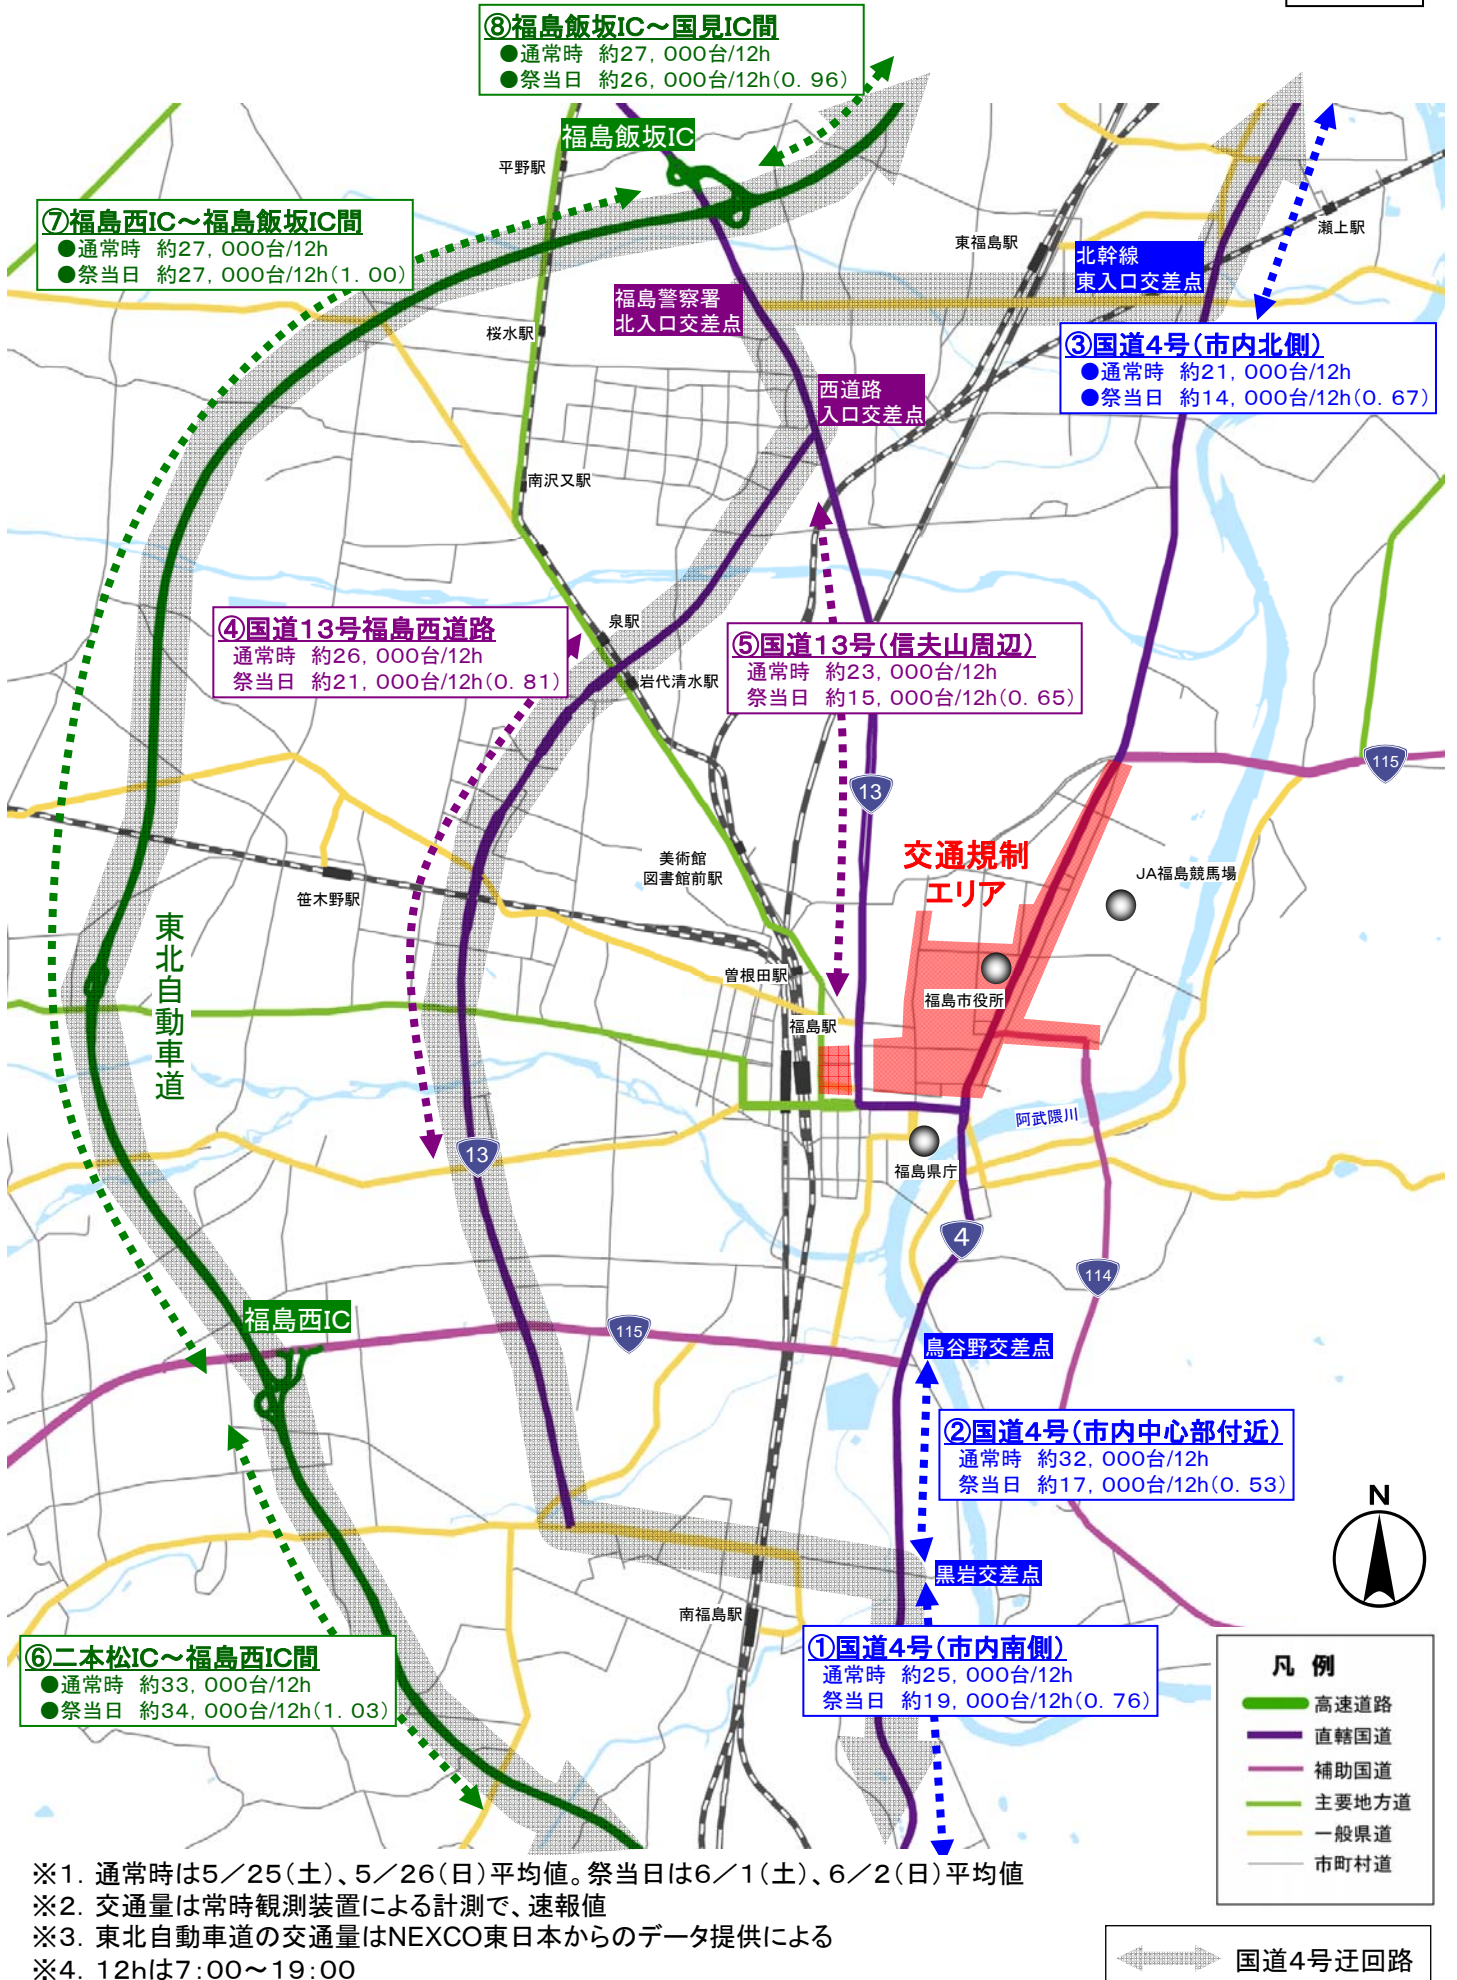 ⑧福島飯坂IC～国見IC間
●通常時 約27,000台/12h
●祭当日 約26,000台/12h(0.96)
福島飯坂IC
平野駅
⑦福島西IC～福島飯坂IC間
●通常時 約27,000台/12h
●祭当日 約27,000台/12h(1.00)
瀬上駅
東福島駅
北幹線
東入口交差点
福島警察署
北入口交差点
桜水駅
③国道4号(市内北側)
●通常時 約21,000台/12h
●祭当日 約14,000台/12h(0.67)
西道路
入口交差点
南沢又駅
④国道13号福島西道路
通常時 約26,000台/12h
祭当日 約21,000台/12h(0.81)
泉駅
岩代清水駅
⑤国道13号(信夫山周辺)
通常時 約23,000台/12h
祭当日 約15,000台/12h(0.65)
115
13
交通規制
エリア
美術館
図書館前駅
JA福島競馬場
笹木野駅
東北自動車道
曽根田駅
福島市役所
福島駅
阿武隈川
13
福島県庁
4
114
福島西IC
115
鳥谷野交差点
②国道4号(市内中心部付近)
通常時 約32,000台/12h
祭当日 約17,000台/12h(0.53)
N
黒岩交差点
南福島駅
①国道4号(市内南側)
通常時 約25,000台/12h
祭当日 約19,000台/12h(0.76)
⑥二本松IC～福島西IC間
●通常時 約33,000台/12h
●祭当日 約34,000台/12h(1.03)
凡 例
高速道路
直轄国道
補助国道
主要地方道
一般県道
市町村道
※1. 通常時は5／25(土)、5／26(日)平均値。祭当日は6／1(土)、6／2(日)平均値
※2. 交通量は常時観測装置による計測で、速報値
※3. 東北自動車道の交通量はNEXCO東日本からのデータ提供による
※4. 12hは7:00～19:00
国道4号迂回路